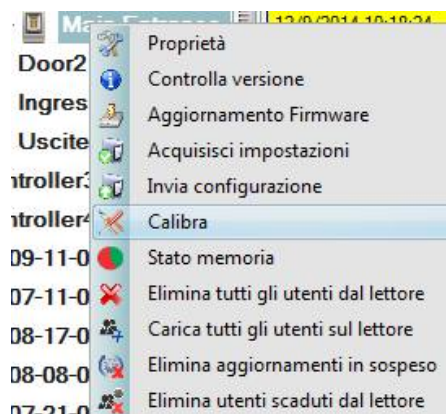 Main Entrance 12/9/2014 10:18:24
Proprietà
Door2
Controlla versione
Ingres
Aggiornamento Firmware
Uscite
Acquisisci impostazioni
ntroller3
Invia configurazione
ntroller4
Calibra
09-11-0
Stato memoria
07-11-0
Elimina tutti gli utenti dal lettore
08-17-0
Carica tutti gli utenti sul lettore
08-08-0
Elimina aggiornamenti in sospeso
07-21-0
Elimina utenti scaduti dal lettore